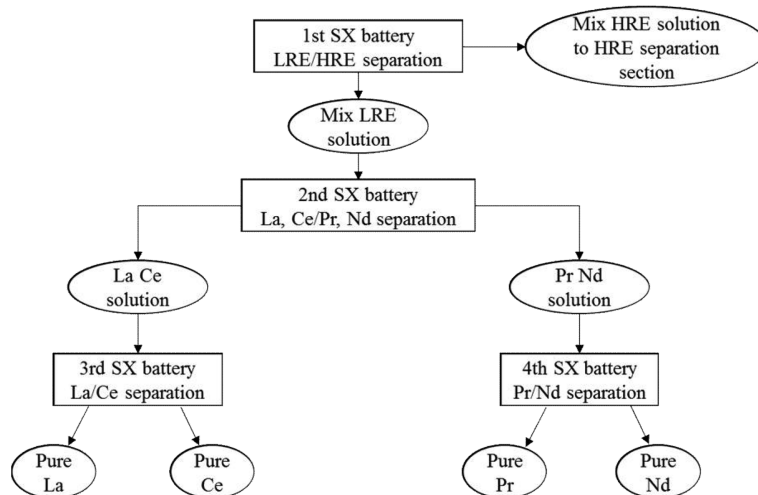 1st SX battery
LRE/HRE separation
Mix HRE solution
to HRE separation
section
Mix LRE
solution
2nd SX battery
La, Ce/Pr, Nd separation
La Ce
solution
Pr Nd
solution
3rd SX battery
La/Ce separation
4th SX battery
Pr/Nd separation
Pure
La
Pure
Ce
Pure
Pr
Pure
Nd